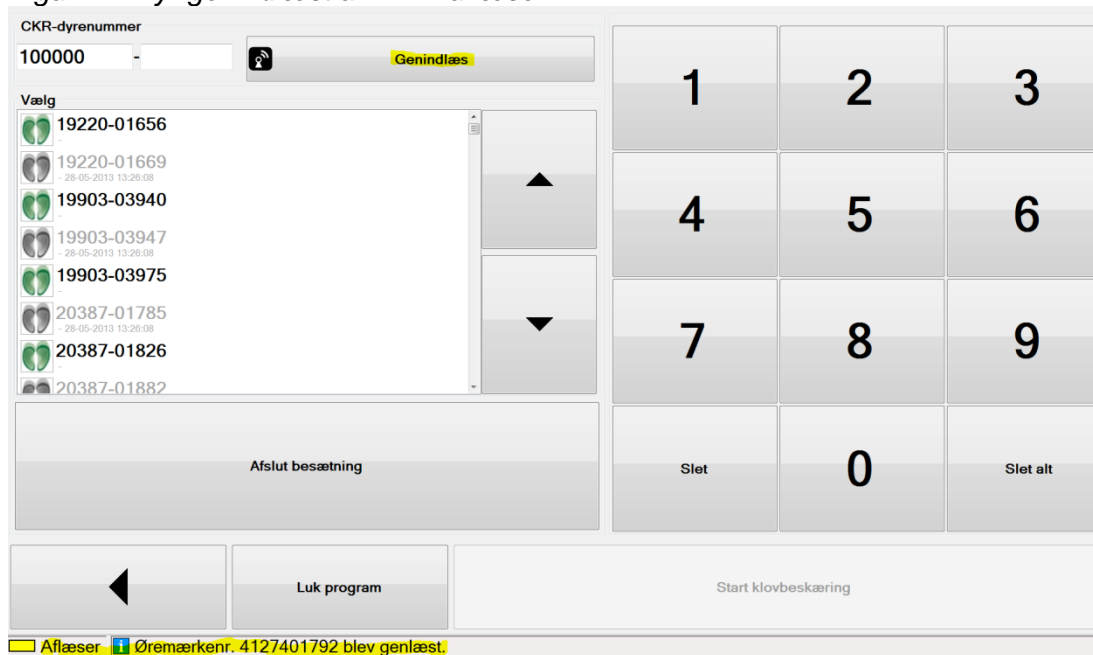 CKR-dyrenummer
100000 -
Genindlæs
Vælg
19220-01656
-
19220-01669
- 28-05-2013 13:26:08
19903-03940
-
19903-03947
- 28-05-2013 13:26:08
19903-03975
-
20387-01785
- 28-05-2013 13:26:08
20387-01826
-
20387-01882
Afslut besætning
1 2 3
4 5 6
7 8 9
Slet 0 Slet alt
Luk program
Start klovbeskæring
Aflæser Øremærkenr. 4127401792 blev genlæst.